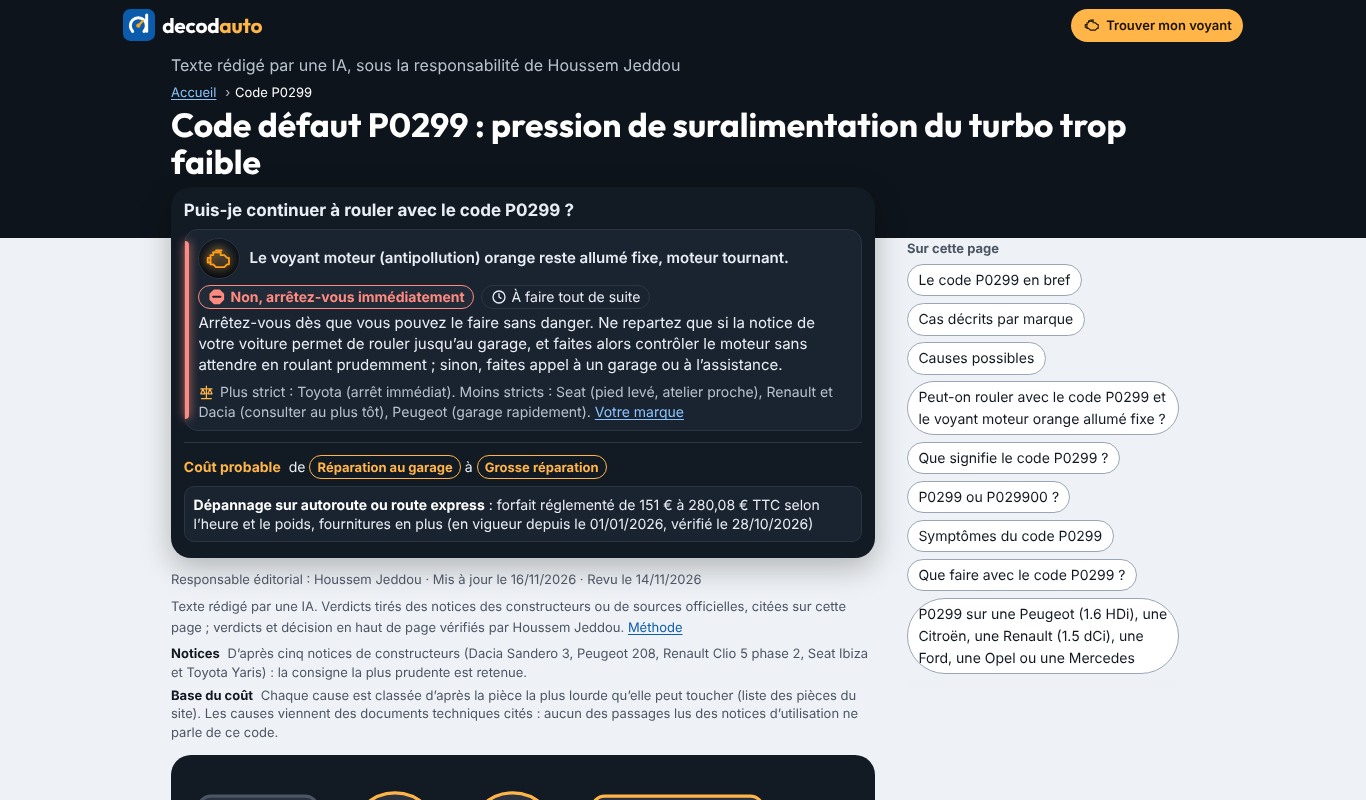 decodauto
Trouver mon voyant
Texte rédigé par une IA, sous la responsabilité de Houssem Jeddou
Accueil › Code P0299
Code défaut P0299 : pression de suralimentation du turbo trop
faible
Puis-je continuer à rouler avec le code P0299 ?
Le voyant moteur (antipollution) orange reste allumé fixe, moteur tournant.
Non, arrêtez-vous immédiatement
À faire tout de suite
Arrêtez-vous dès que vous pouvez le faire sans danger. Ne repartez que si la notice de
votre voiture permet de rouler jusqu’au garage, et faites alors contrôler le moteur sans
attendre en roulant prudemment ; sinon, faites appel à un garage ou à l’assistance.
Plus strict : Toyota (arrêt immédiat). Moins stricts : Seat (pied levé, atelier proche), Renault et
Dacia (consulter au plus tôt), Peugeot (garage rapidement). Votre marque
Coût probable de Réparation au garage à Grosse réparation
Dépannage sur autoroute ou route express : forfait réglementé de 151 € à 280,08 € TTC selon
l’heure et le poids, fournitures en plus (en vigueur depuis le 01/01/2026, vérifié le 28/10/2026)
Responsable éditorial : Houssem Jeddou · Mis à jour le 16/11/2026 · Revu le 14/11/2026
Texte rédigé par une IA. Verdicts tirés des notices des constructeurs ou de sources officielles, citées sur cette
page ; verdicts et décision en haut de page vérifiés par Houssem Jeddou. Méthode
Notices D’après cinq notices de constructeurs (Dacia Sandero 3, Peugeot 208, Renault Clio 5 phase 2, Seat Ibiza
et Toyota Yaris) : la consigne la plus prudente est retenue.
Base du coût Chaque cause est classée d’après la pièce la plus lourde qu’elle peut toucher (liste des pièces du
site). Les causes viennent des documents techniques cités : aucun des passages lus des notices d’utilisation ne
parle de ce code.
Sur cette page
Le code P0299 en bref
Cas décrits par marque
Causes possibles
Peut-on rouler avec le code P0299 et
le voyant moteur orange allumé fixe ?
Que signifie le code P0299 ?
P0299 ou P029900 ?
Symptômes du code P0299
Que faire avec le code P0299 ?
P0299 sur une Peugeot (1.6 HDi), une
Citroën, une Renault (1.5 dCi), une
Ford, une Opel ou une Mercedes